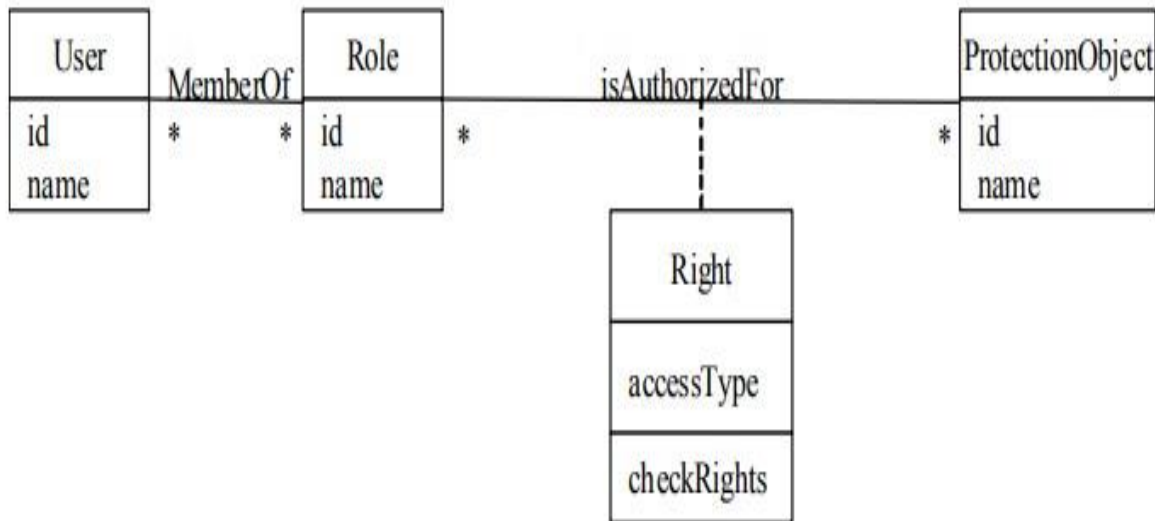 User
id
name
MemberOf
* *
Role
id
name
isAuthorizedFor
* *
ProtectionObject
id
name
Right
accessType
checkRights